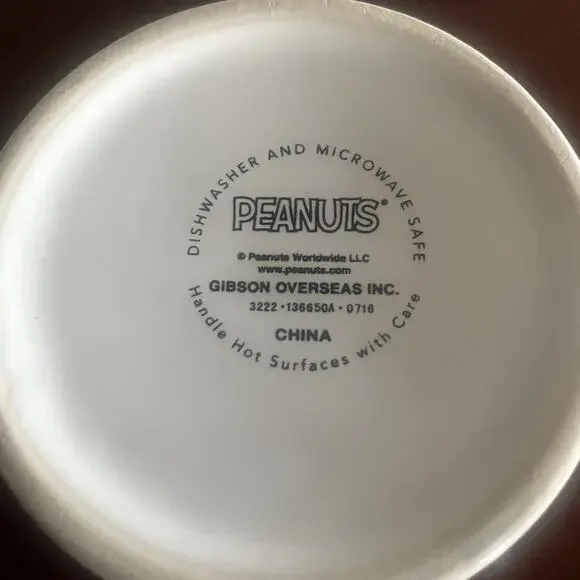 DISHWASHER AND MICROWAVE SAFE
PEANUTS®
© Peanuts Worldwide LLC
www.peanuts.com
GIBSON OVERSEAS INC.
3222 • 136650A • 0716
CHINA
Handle Hot Surfaces with Care